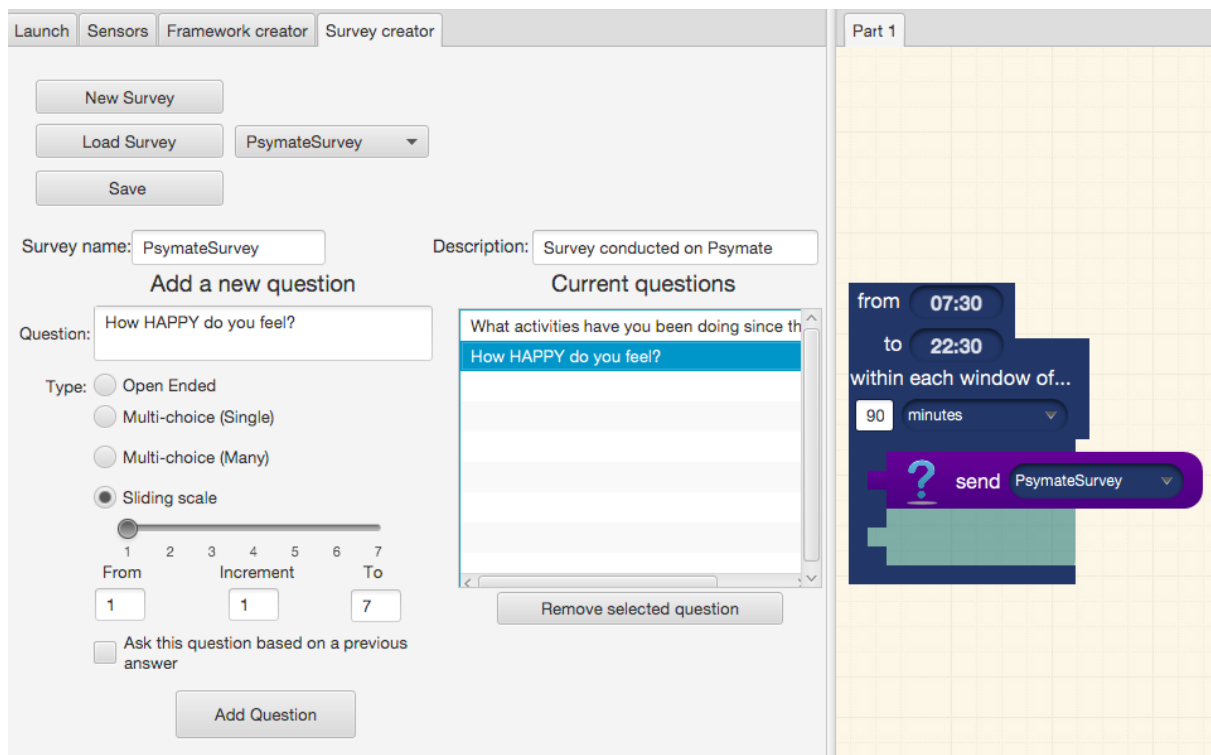 Launch
Sensors
Framework creator
Survey creator
New Survey
Load Survey
PsymateSurvey
Save
Survey name:
PsymateSurvey
Description:
Survey conducted on Psymate
Add a new question
Question:
How HAPPY do you feel?
Type:
Open Ended
Multi-choice (Single)
Multi-choice (Many)
Sliding scale
1 2 3 4 5 6 7
From Increment To
1 1 7
Ask this question based on a previous
answer
Add Question
Current questions
What activities have you been doing since th
How HAPPY do you feel?
Remove selected question
Part 1
from 07:30
to 22:30
within each window of...
90 minutes
? send PsymateSurvey